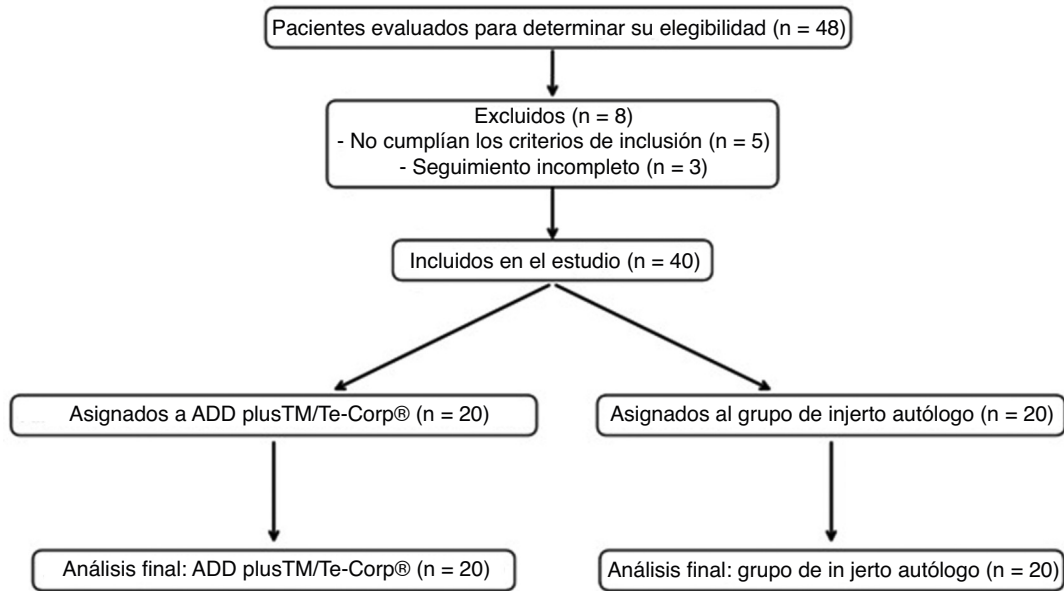 Pacientes evaluados para determinar su elegibilidad (n = 48)
Excluidos (n = 8)
- No cumplían los criterios de inclusión (n = 5)
- Seguimiento incompleto (n = 3)
Incluidos en el estudio (n = 40)
Asignados a ADD plusTM/Te-Corp® (n = 20)
Asignados al grupo de injerto autólogo (n = 20)
Análisis final: ADD plusTM/Te-Corp® (n = 20)
Análisis final: grupo de in jerto autólogo (n = 20)